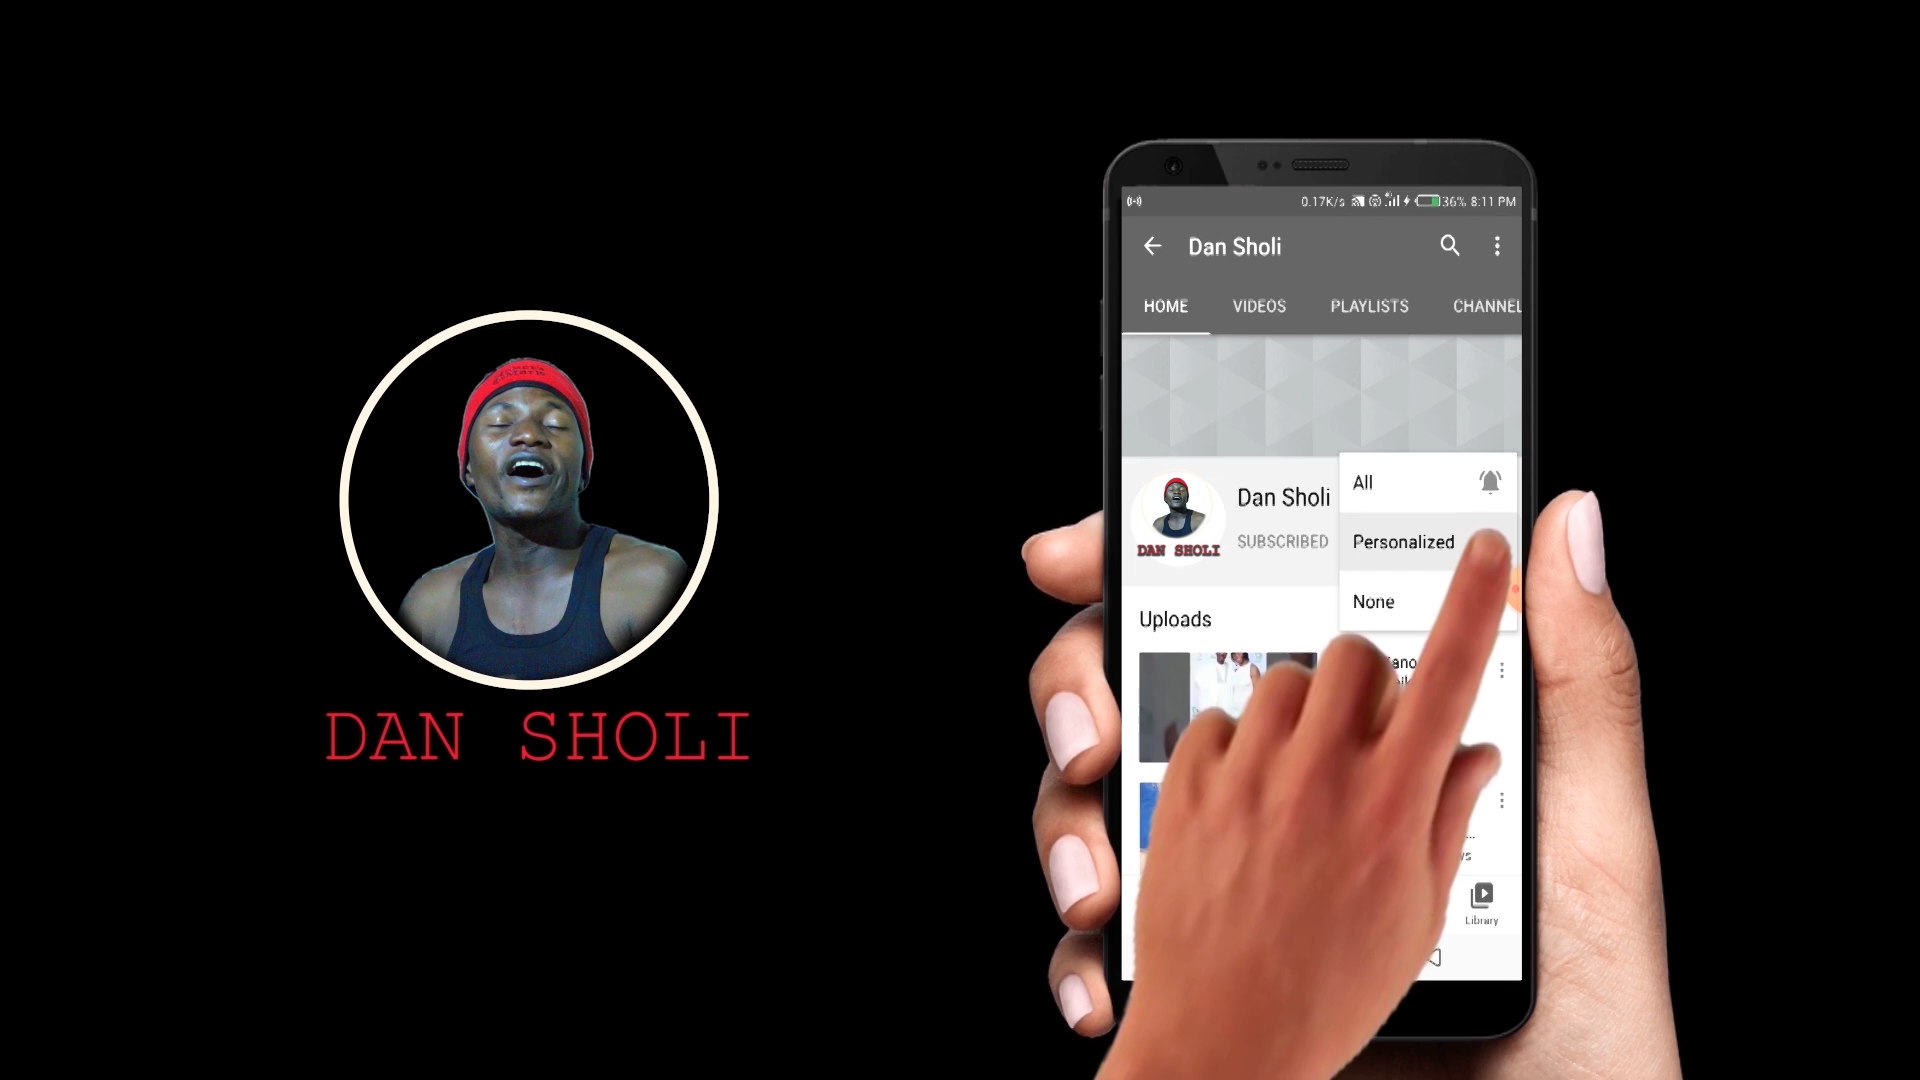 DAN SHOLI
0.17K/s 36% 8:11 PM
Dan Sholi
HOME VIDEOS PLAYLISTS CHANNEL
Dan Sholi
SUBSCRIBED
DAN SHOLI
All
Personalized
None
Uploads
Library